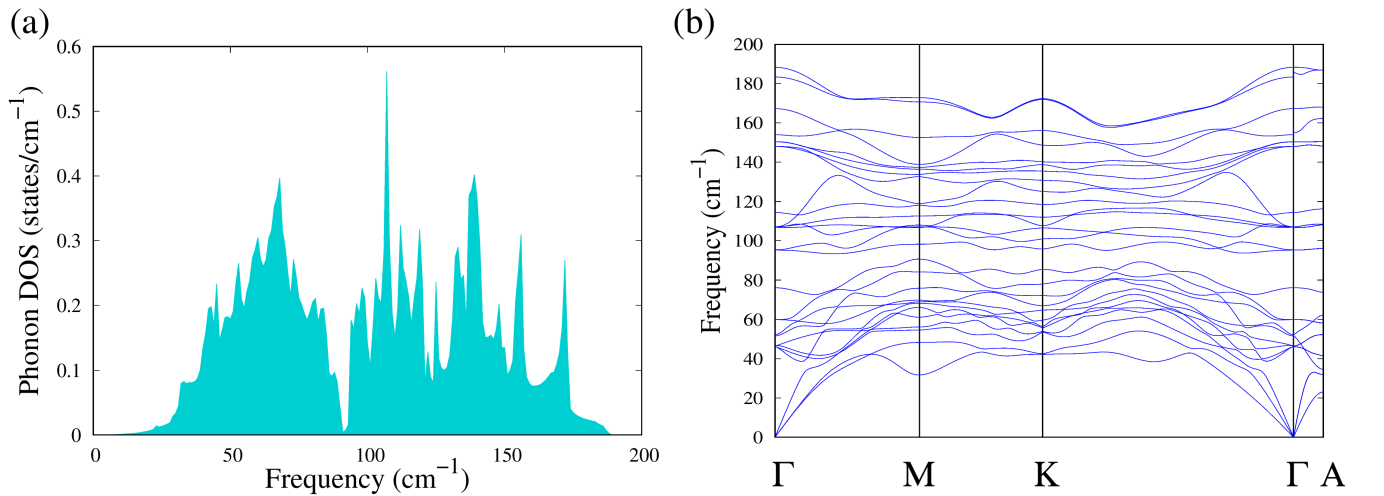 (a)
0.6
0.5
0.4
0.3
0.2
0.1
0
Phonon DOS (states/cm⁻¹)
0 50 100 150 200
Frequency (cm⁻¹)
(b)
200
180
160
140
120
100
80
60
40
20
0
Frequency (cm⁻¹)
Γ M K Γ A